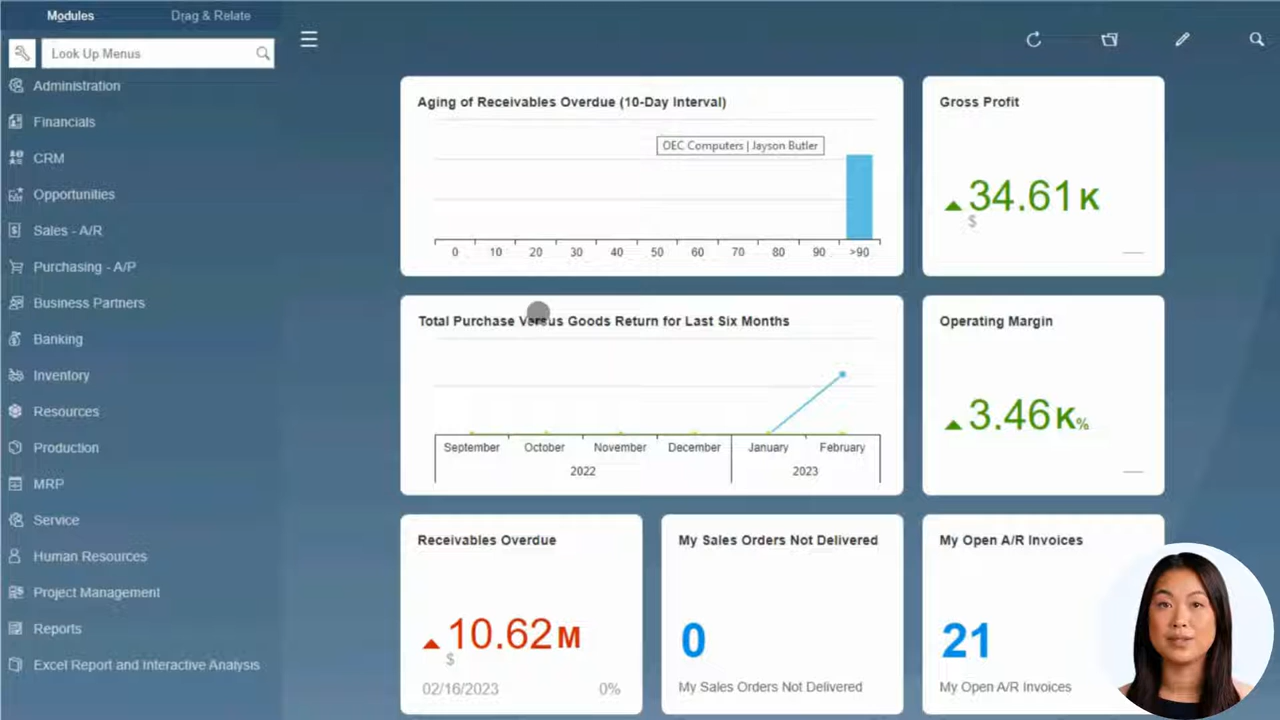 Modules
Drag & Relate
Look Up Menus
Administration
Financials
CRM
Opportunities
Sales - A/R
Purchasing - A/P
Business Partners
Banking
Inventory
Resources
Production
MRP
Service
Human Resources
Project Management
Reports
Excel Report and Interactive Analysis
Aging of Receivables Overdue (10-Day Interval)
OEC Computers | Jayson Butler
0 10 20 30 40 50 60 70 80 90 >90
Gross Profit
34.61 K
$
Total Purchase Versus Goods Return for Last Six Months
September October November December January February
2022 2023
Operating Margin
3.46 K%
Receivables Overdue
10.62 M
$
02/16/2023 0%
My Sales Orders Not Delivered
0
My Sales Orders Not Delivered
My Open A/R Invoices
21
My Open A/R Invoices